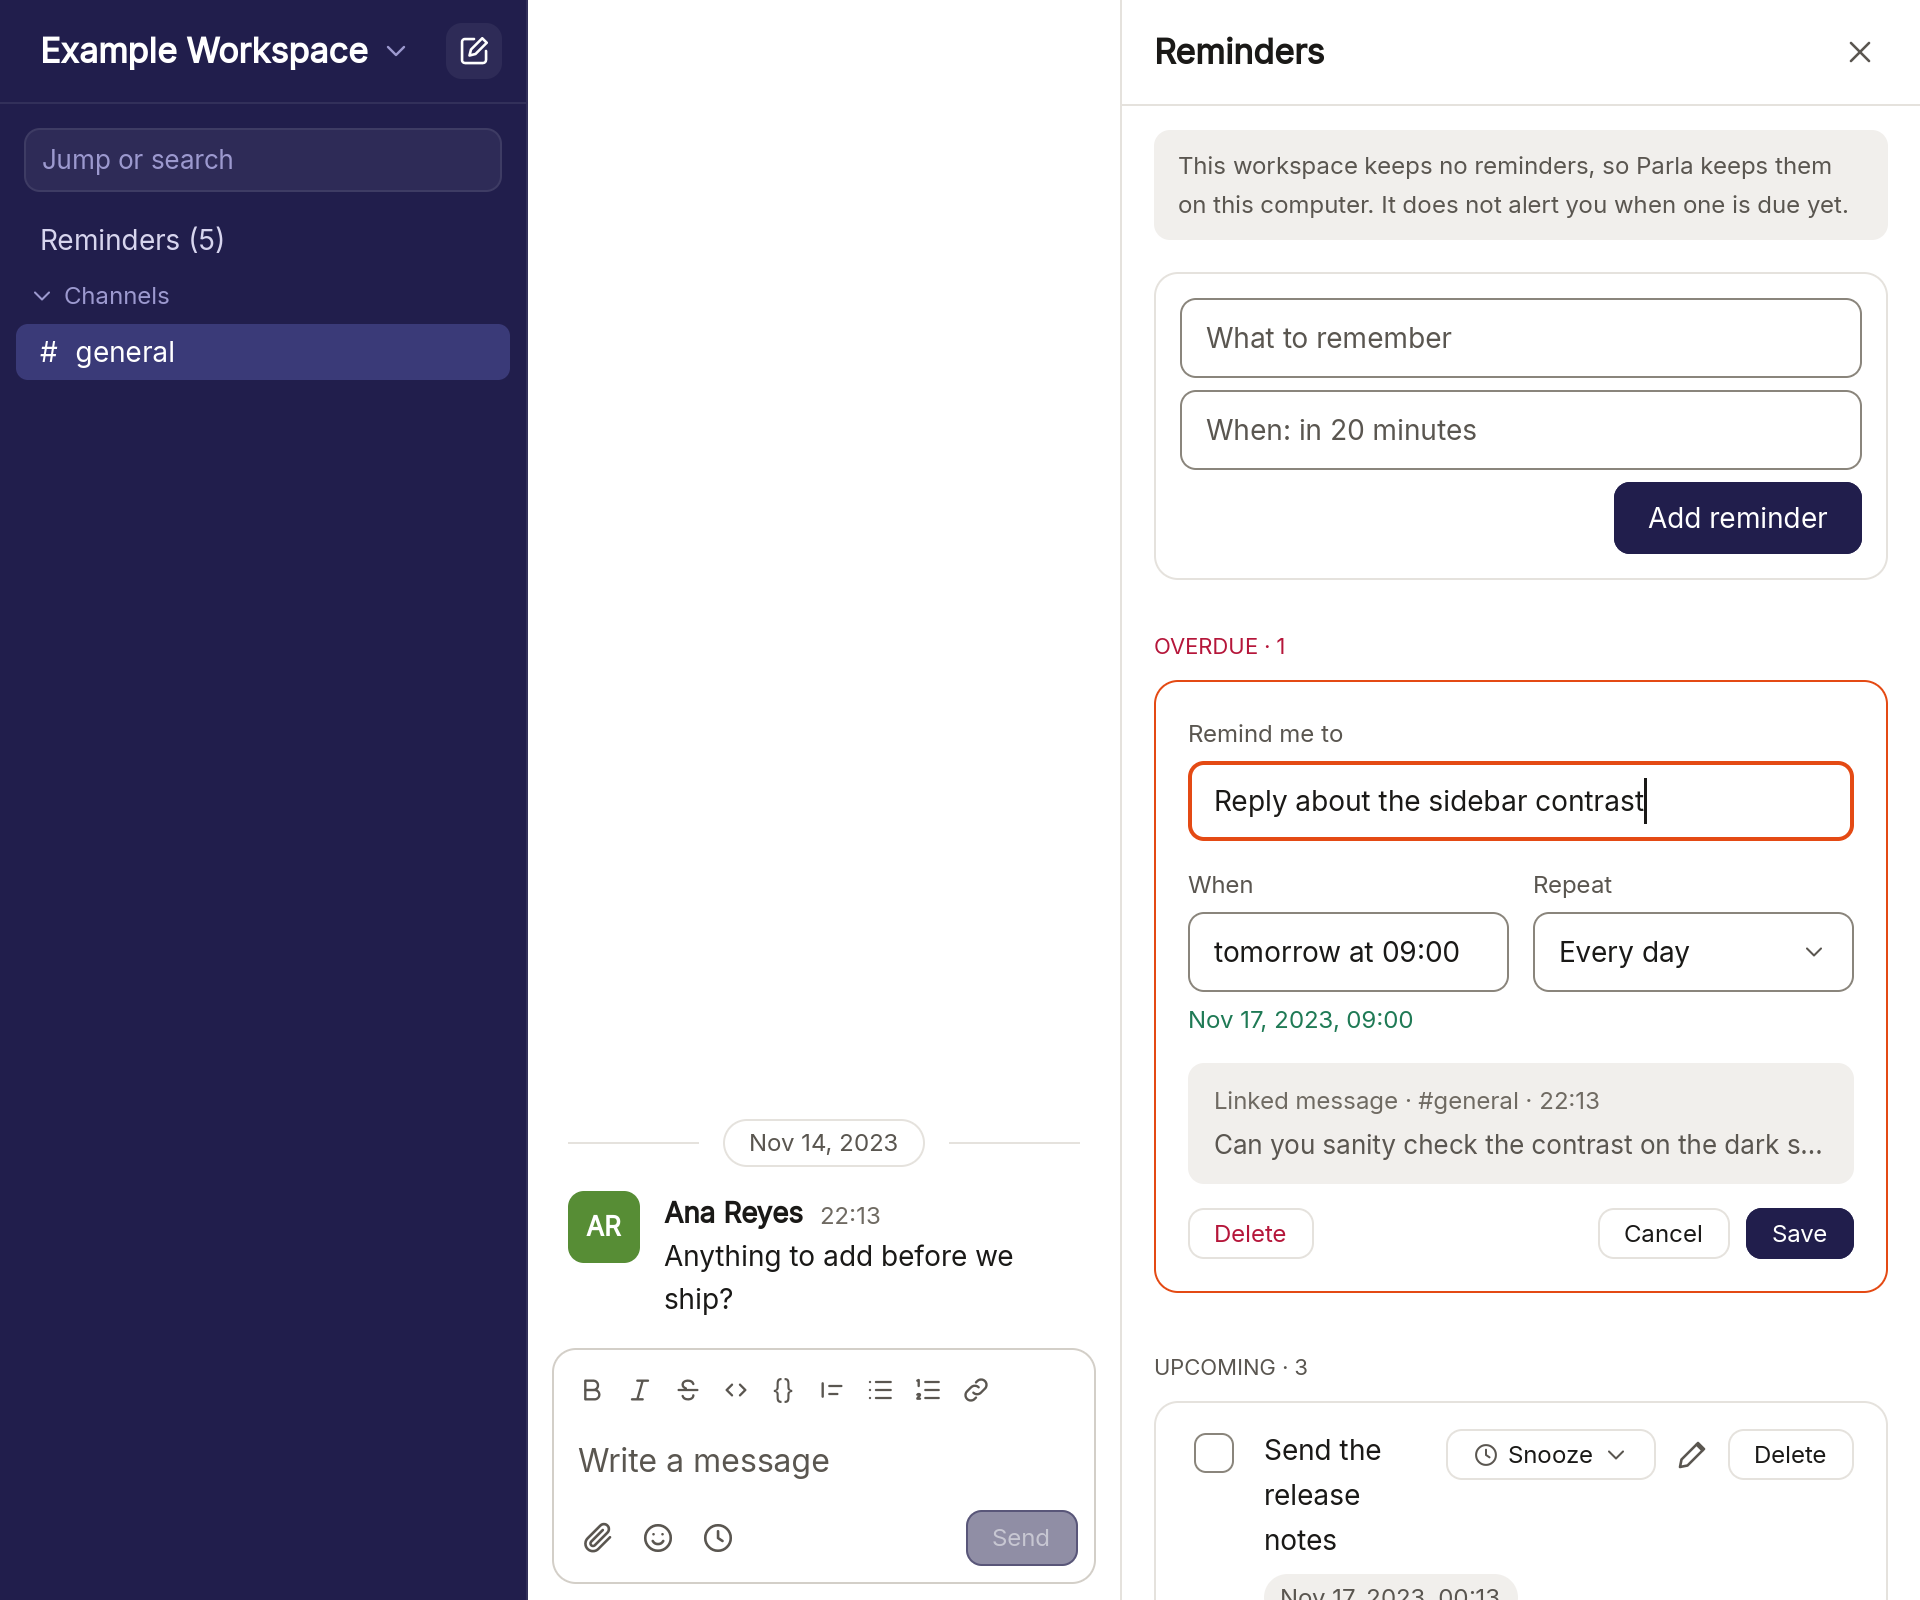 Example Workspace
Jump or search
Reminders (5)
Channels
# general
Nov 14, 2023
AR
Ana Reyes 22:13
Anything to add before we
ship?
Write a message
Send
Reminders
This workspace keeps no reminders, so Parla keeps them
on this computer. It does not alert you when one is due yet.
What to remember
When: in 20 minutes
Add reminder
OVERDUE · 1
Remind me to
Reply about the sidebar contrast
When Repeat
tomorrow at 09:00 Every day
Nov 17, 2023, 09:00
Linked message · #general · 22:13
Can you sanity check the contrast on the dark s...
Delete Cancel Save
UPCOMING · 3
Send the
release
notes
Snooze Delete
Nov 17, 2023, 00:13